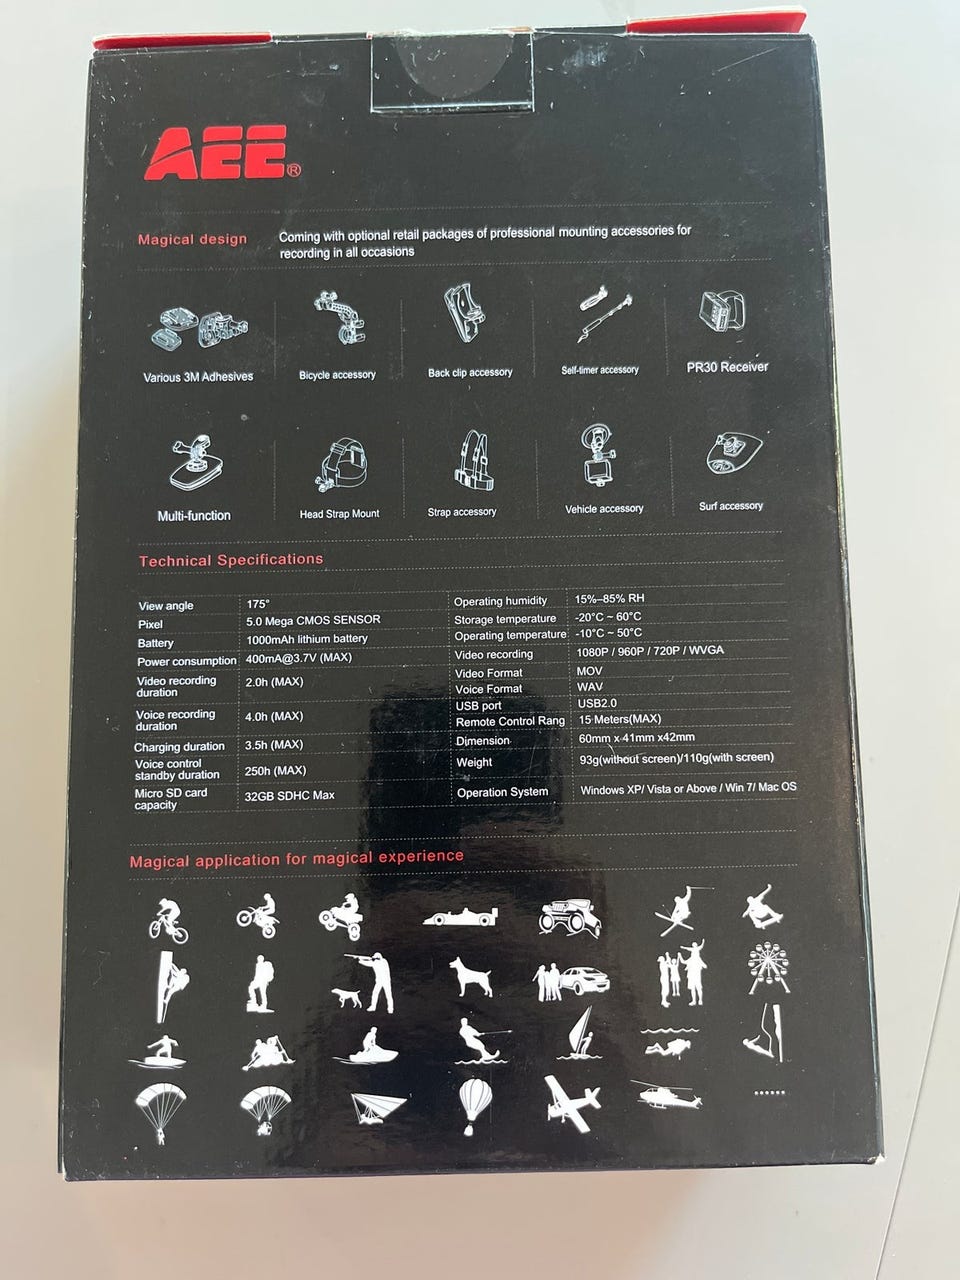 AEE®
Magical design
Coming with optional retail packages of professional mounting accessories for
recording in all occasions
Various 3M Adhesives
Bicycle accessory
Back clip accessory
Self-timer accessory
PR30 Receiver
Multi-function
Head Strap Mount
Strap accessory
Vehicle accessory
Surf accessory
Technical Specifications
View angle 175°
Pixel 5.0 Mega CMOS SENSOR
Battery 1000mAh lithium battery
Power consumption 400mA@3.7V (MAX)
Video recording
duration 2.0h (MAX)
Voice recording
duration 4.0h (MAX)
Charging duration 3.5h (MAX)
Voice control
standby duration 250h (MAX)
Micro SD card
capacity 32GB SDHC Max
Operating humidity 15%–85% RH
Storage temperature -20°C ~ 60°C
Operating temperature -10°C ~ 50°C
Video recording 1080P / 960P / 720P / WVGA
Video Format MOV
Voice Format WAV
USB port USB2.0
Remote Control Rang 15 Meters(MAX)
Dimension 60mm x 41mm x42mm
Weight 93g(without screen)/110g(with screen)
Operation System Windows XP/ Vista or Above / Win 7/ Mac OS
Magical application for magical experience
......